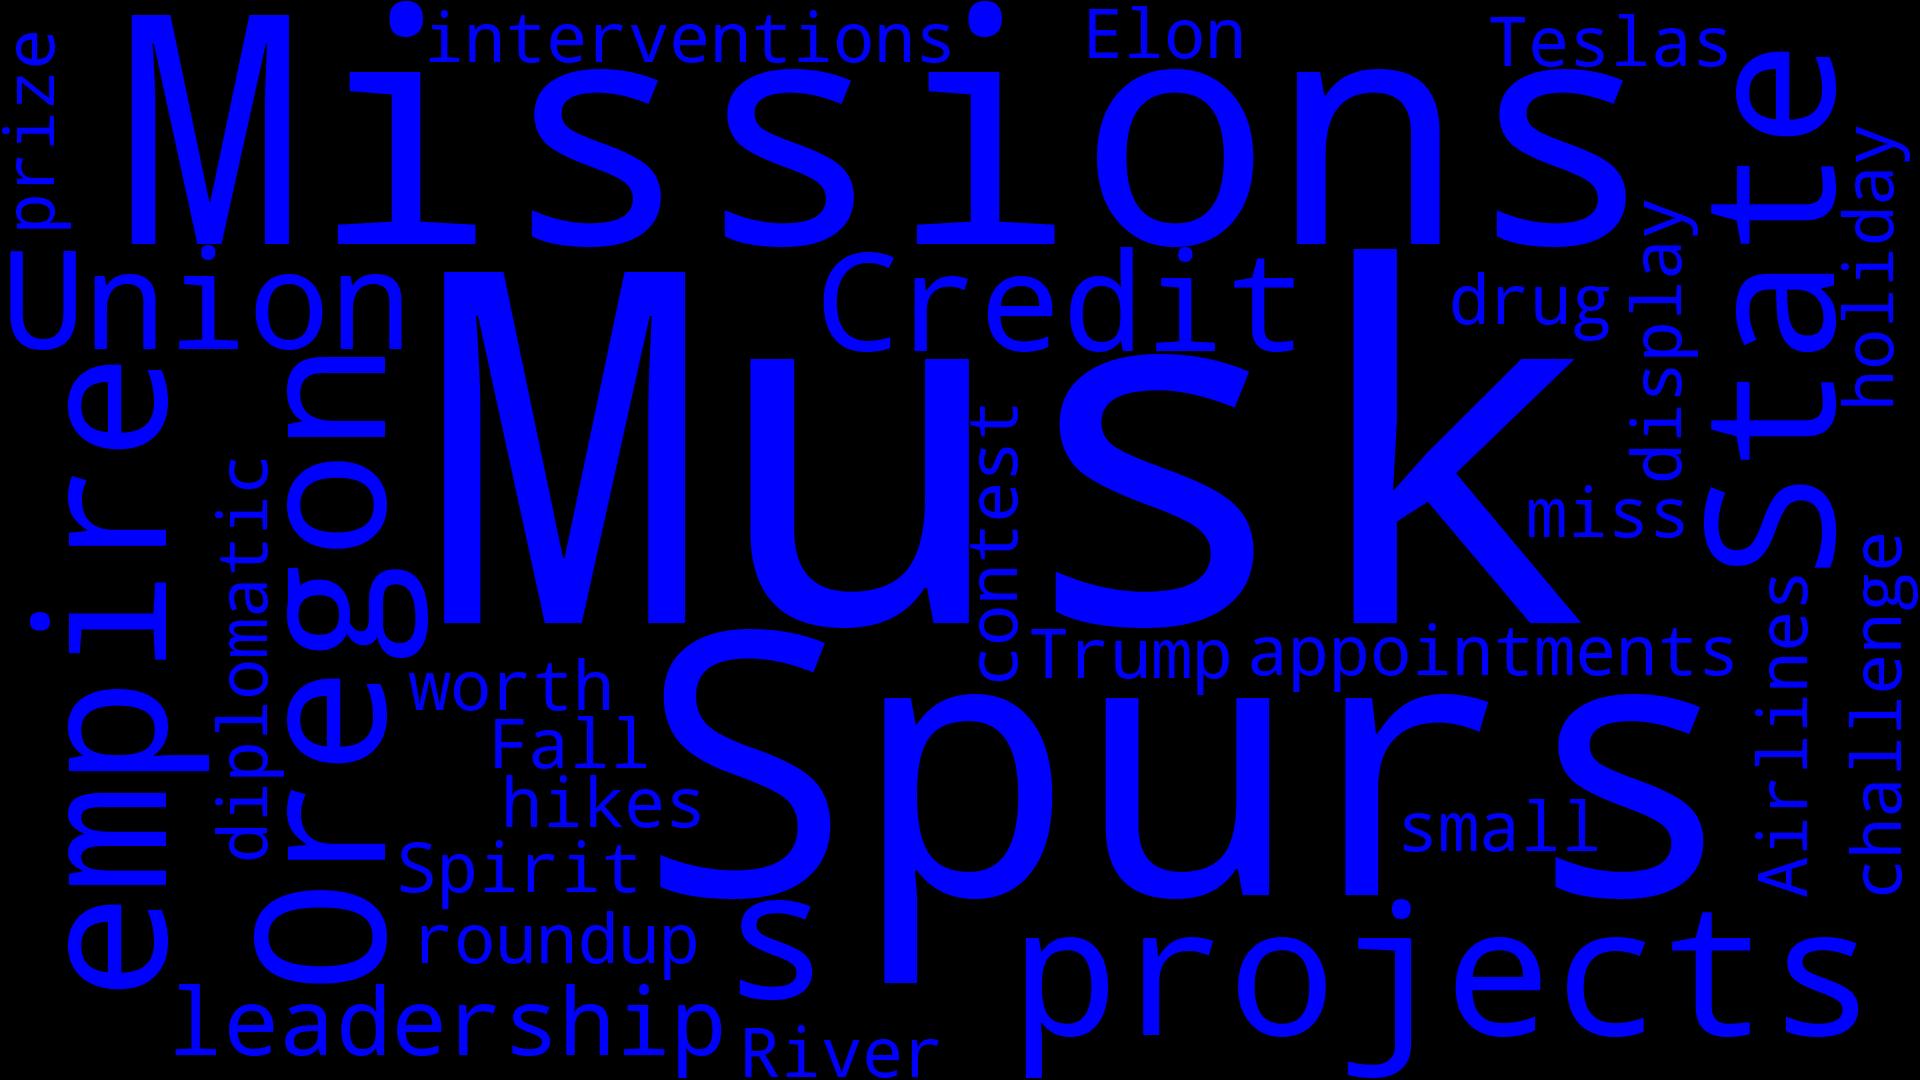 prize
Missions
interventions
Elon
Teslas
State
holiday
Union
Credit
drug
display
Musk
empire
oregon
diplomatic
contest
miss
challenge
Airlines
Trump
appointments
worth
Spurs
Fall
hikes
small
Spirit
s
roundup
projects
leadership
River